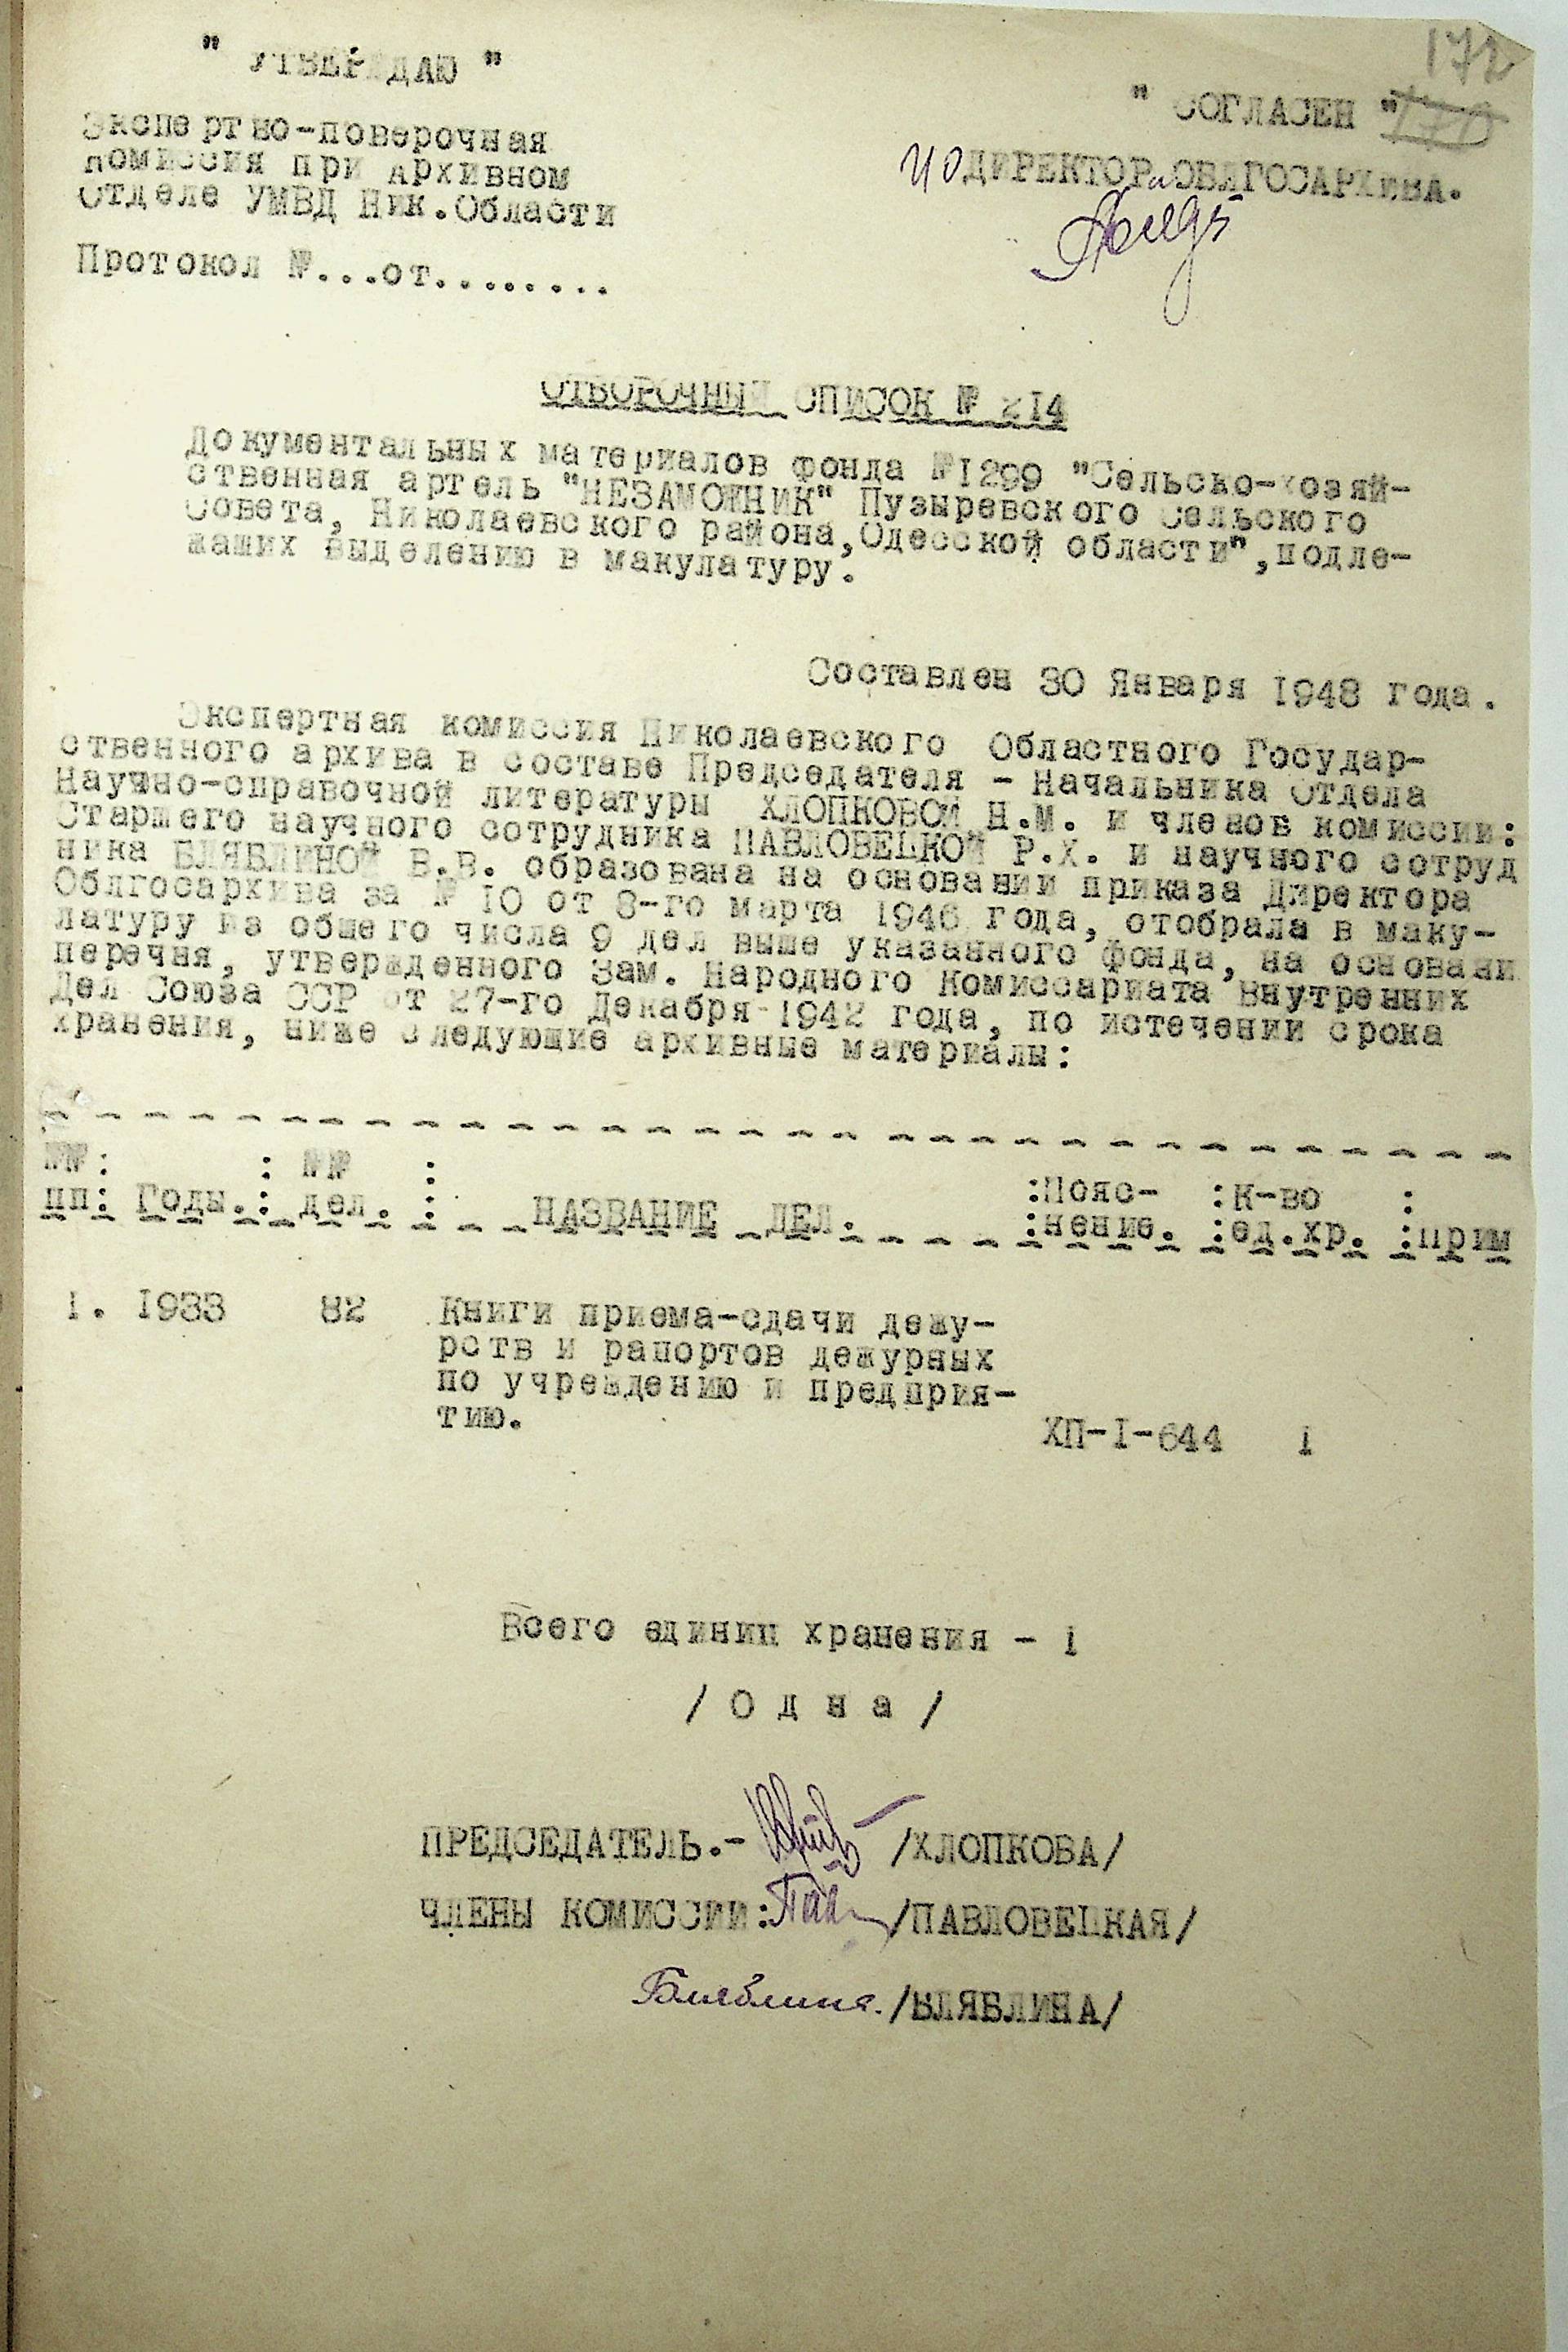 172
" УТВЕРЖДАЮ "
" СОГЛАСЕН "
170
Экспертно-поверочная
комиссия при Архивном
Отделе УМВД Ник.Области
ИО ДИРЕКТОРА ОБЛГОСАРХИВА.
Протокол №...от........
ОТБОРОЧНЫЙ СПИСОК № 214
Документальных материалов фонда №1299 "Сельско-хозяй-
ственная артель "НЕЗАМОЖНИК" Пузыревского Сельского
Совета, Николаевского района,Одесской области",подле-
жаших выделению в макулатуру.
Составлен 30 Января 1948 года.
Экспертная комиссия Николаевского Областного Государ-
ственного архива в составе Председателя - Начальника Отдела
Научно-справочной литературы ХЛОПКОВОЙ Н.М. и членов комиссии:
Старшего научного сотрудника ПАВЛОВЕЦКОЙ Р.Х. и научного сотруд
ника БЛЯБЛИНОЙ В.В. образована на основании приказа Директора
Облгосархива за № 10 от 8-го марта 1946 года, отобрала в маку-
латуру из обшего числа 9 дел выше указанного фонда, на основани
перечня, утвержденного Зам. Народного Комиссариата Внутренних
Дел Союза ССР от 27-го Декабря 1942 года, по истечении срока
хранения, ниже следующие архивные материалы:
№№: : №№ : :Пояс- :К-во :
пп: Годы.: дел. : НАЗВАНИЕ ДЕЛ. :нение. :ед.хр. :прим
1. 1933 82 Книги приема-сдачи дежу-
рств и рапортов дежурных
по учреждению и предприя-
тию.
ХП-1-644 1
Всего единиц хранения - 1
/ О д н а /
ПРЕДСЕДАТЕЛЬ.- /ХЛОПКОВА/
ЧЛЕНЫ КОМИССИИ: /ПАВЛОВЕЦКАЯ/
Бляблина. /БЛЯБЛИНА/